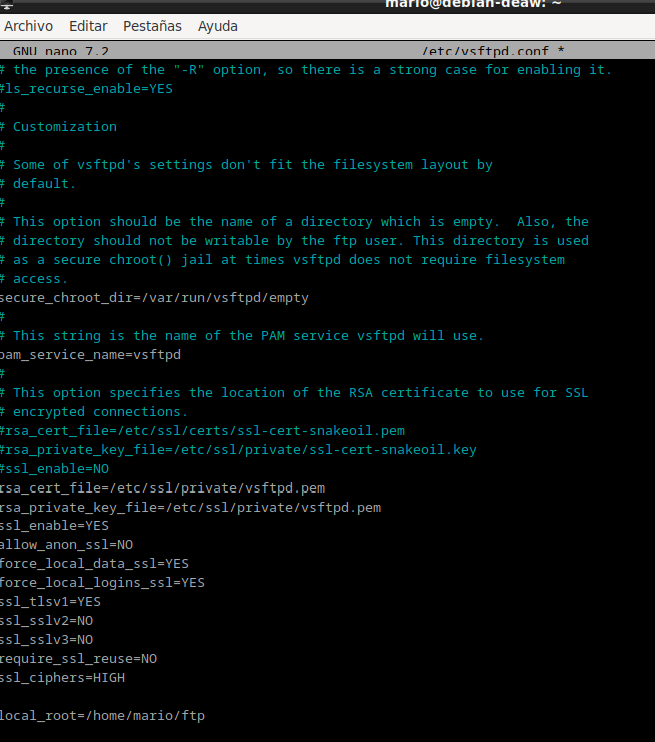 mario@debian-deaw: ~
Archivo Editar Pestañas Ayuda
GNU nano 7.2 /etc/vsftpd.conf *
# the presence of the "-R" option, so there is a strong case for enabling it.
#ls_recurse_enable=YES
#
# Customization
#
# Some of vsftpd's settings don't fit the filesystem layout by
# default.
#
# This option should be the name of a directory which is empty.  Also, the
# directory should not be writable by the ftp user. This directory is used
# as a secure chroot() jail at times vsftpd does not require filesystem
# access.
secure_chroot_dir=/var/run/vsftpd/empty
#
# This string is the name of the PAM service vsftpd will use.
pam_service_name=vsftpd
#
# This option specifies the location of the RSA certificate to use for SSL
# encrypted connections.
#rsa_cert_file=/etc/ssl/certs/ssl-cert-snakeoil.pem
#rsa_private_key_file=/etc/ssl/private/ssl-cert-snakeoil.key
#ssl_enable=NO
rsa_cert_file=/etc/ssl/private/vsftpd.pem
rsa_private_key_file=/etc/ssl/private/vsftpd.pem
ssl_enable=YES
allow_anon_ssl=NO
force_local_data_ssl=YES
force_local_logins_ssl=YES
ssl_tlsv1=YES
ssl_sslv2=NO
ssl_sslv3=NO
require_ssl_reuse=NO
ssl_ciphers=HIGH
local_root=/home/mario/ftp